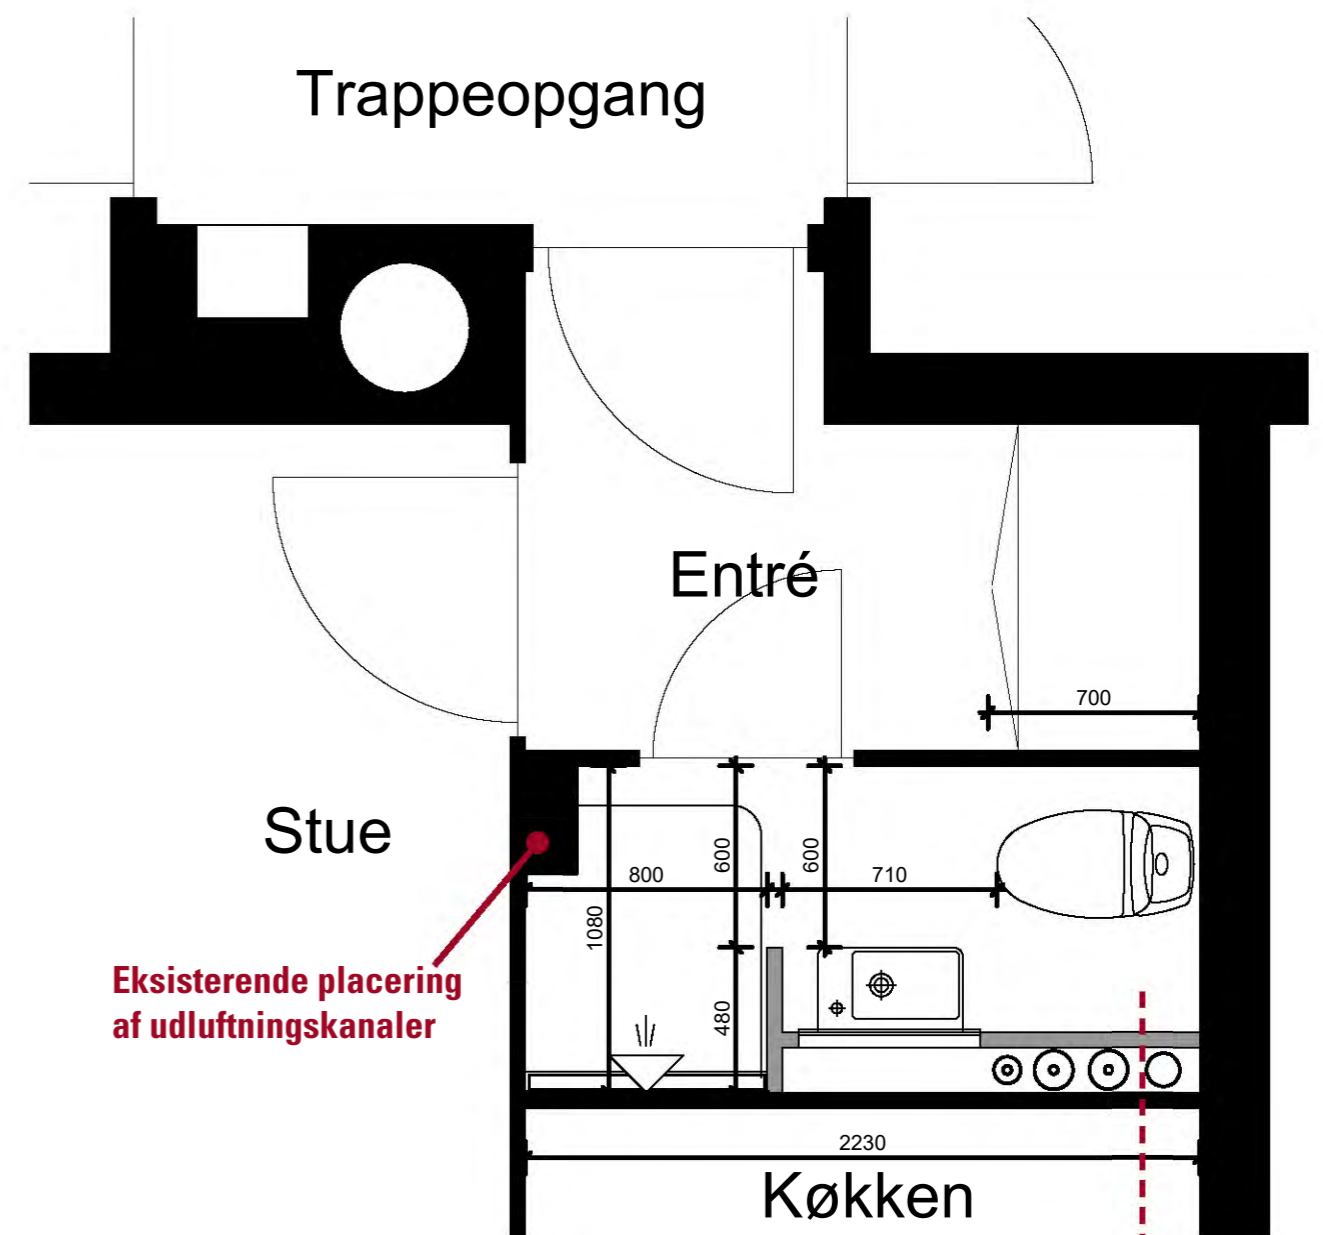 Trappeopgang
Entré
700
Stue
800
600
600
710
1080
480
Eksisterende placering
af udluftningskanaler
2230
Køkken